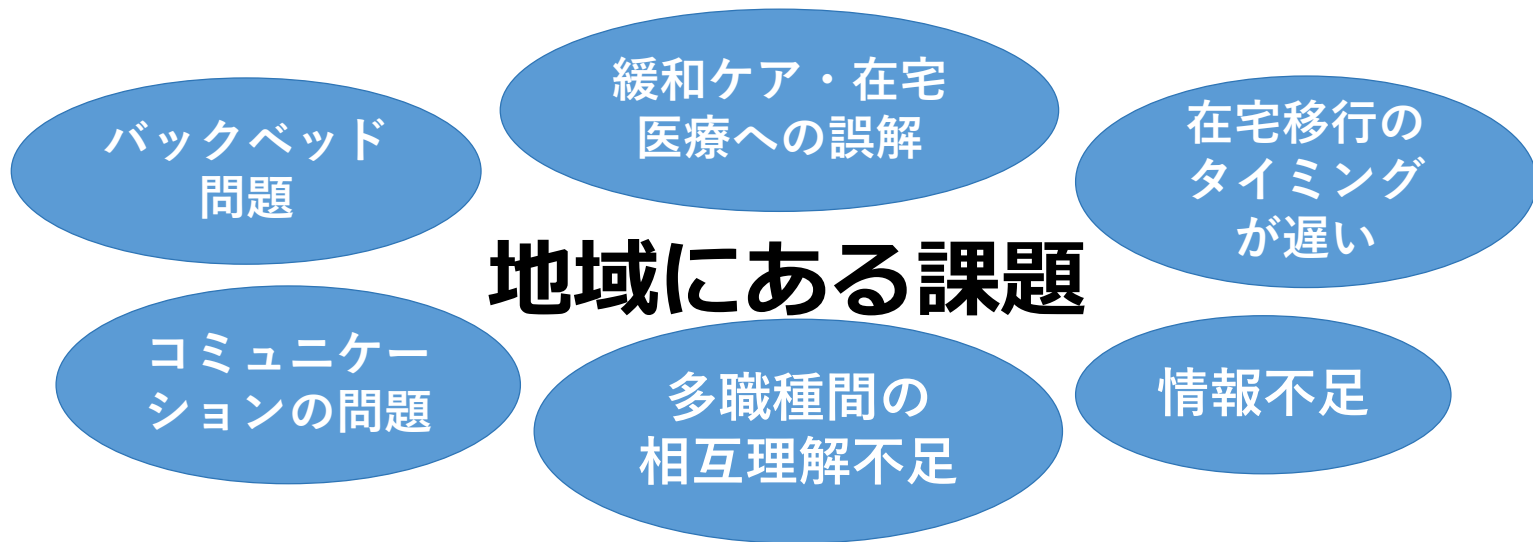 バックベッド
問題
緩和ケア・在宅
医療への誤解
在宅移行の
タイミング
が遅い
地域にある課題
コミュニケー
ションの問題
多職種間の
相互理解不足
情報不足